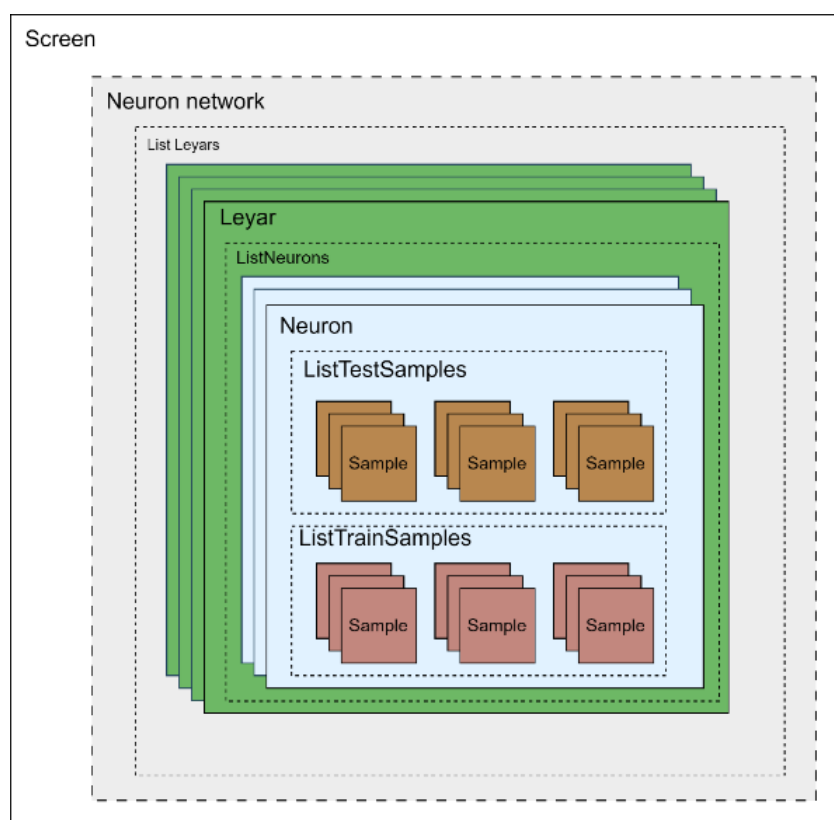 Screen
Neuron network
List Leyars
Leyar
ListNeurons
Neuron
ListTestSamples
Sample Sample Sample
ListTrainSamples
Sample Sample Sample